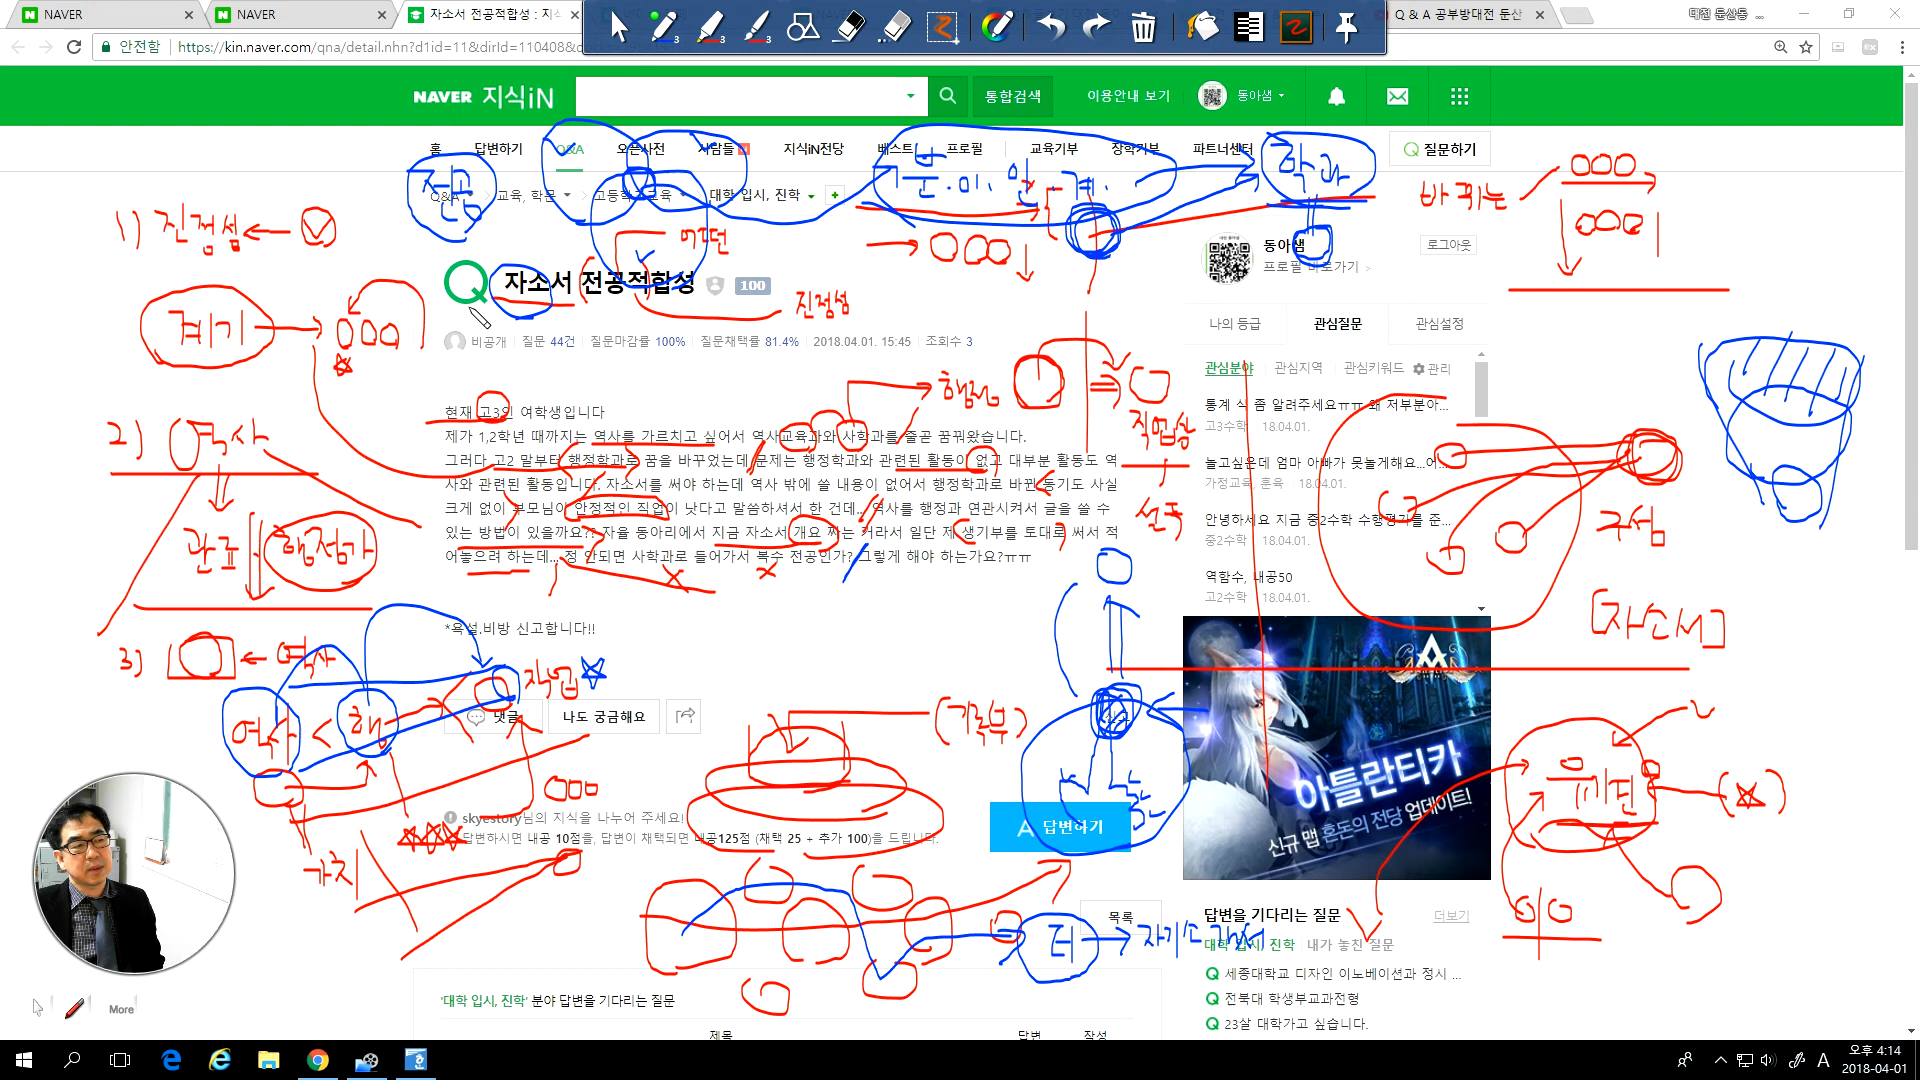 NAVER
NAVER
자소서 전공적합성 : 지식
Q & A 공부방대전 둔산
대전 둔산동 ...
안전함
https://kin.naver.com/qna/detail.nhn?d1id=11&dirId=110408&
NAVER 지식iN
통합검색
이용안내 보기
동아샘
홈
답변하기
Q&A
오픈사전
사람들
지식iN전당
베스트
프로필
교육기부
장학기부
파트너센터
질문하기
Q&A
교육, 학문
고등학교교육
대학 입시, 진학
전공
학과
바뀌는
1) 진정성
어떤
자소서 전공적합성
100
진정성
동아샘
로그아웃
프로필 바로가기
계기
비공개
질문 44건
질문마감률 100%
질문채택률 81.4%
2018.04.01. 15:45
조회수 3
나의 등급
관심질문
관심설정
관심분야
관심지역
관심키워드
관리
통계 식 좀 알려주세요ㅠㅠ 왜 저부분아...
고3수학
18.04.01.
놀고싶은데 엄마 아빠가 못놀게해요...어...
가정교육, 훈육
18.04.01.
안녕하세요 지금 중2수학 수행평가를 준...
중2수학
18.04.01.
역함수, 내공50
고2수학
18.04.01.
행정
직업상
현재 고3인 여학생입니다
제가 1,2학년 때까지는 역사를 가르치고 싶어서 역사교육과와 사학과를 줄곧 꿈꿔왔습니다.
그러다 고2 말부터 행정학과로 꿈을 바꾸었는데 문제는 행정학과와 관련된 활동이 없고 대부분 활동도 역
사와 관련된 활동입니다. 자소서를 써야 하는데 역사 밖에 쓸 내용이 없어서 행정학과로 바뀐 동기도 사실
크게 없이 부모님이 안정적인 직업이 낫다고 말씀하셔서 한 건데... 역사를 행정과 연관시켜서 글을 쓸 수
있는 방법이 있을까요?? 자율 동아리에서 지금 자소서 개요 짜는 거라서 일단 제 생기부를 토대로 써서 적
어놓으려 하는데... 정 안되면 사학과로 들어가서 복수 전공인가? 그렇게 해야 하는가요?ㅠㅠ
*욕설,비방 신고합니다!!
2) (역사
관료
행정가
3)
역사
역사 < 행
직업
가치
구성
[자소서]
댓글
나도 궁금해요
(기록부)
skyestory님의 지식을 나누어 주세요!
답변하시면 내공 10점을, 답변이 채택되면 내공125점 (채택 25 + 추가 100)을 드립니다.
답변하기
아틀란티카
신규 맵 혼돈의 전당 업데이트!
목록
답변을 기다리는 질문
더보기
대학 입시, 진학
내가 놓친 질문
세종대학교 디자인 이노베이션과 정시 ...
전북대 학생부교과전형
23살 대학가고 싶습니다.
'대학 입시, 진학' 분야 답변을 기다리는 질문
제목
답변
작성
More
A
오후 4:14
2018-04-01